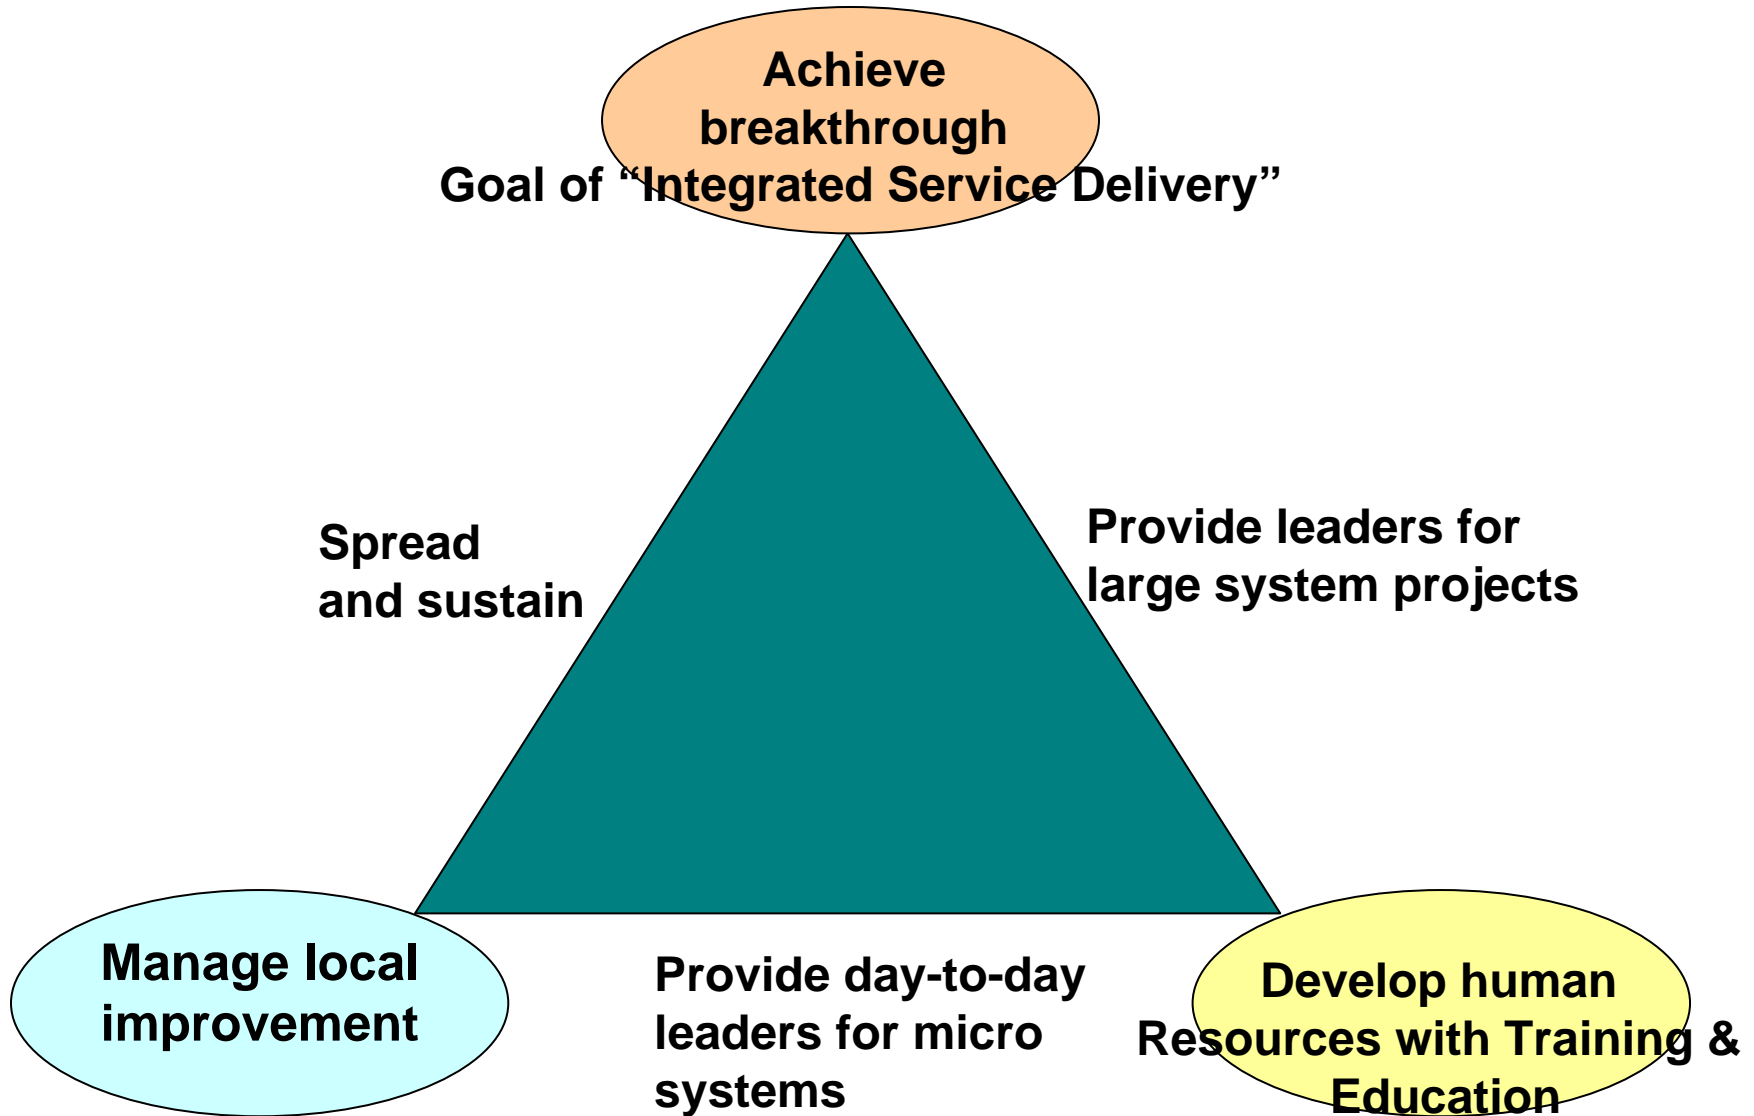 Achieve
breakthrough
Goal of “Integrated Service Delivery”
Spread
and sustain
Provide leaders for
large system projects
Manage local
improvement
Provide day-to-day
leaders for micro
systems
Develop human
Resources with Training &
Education